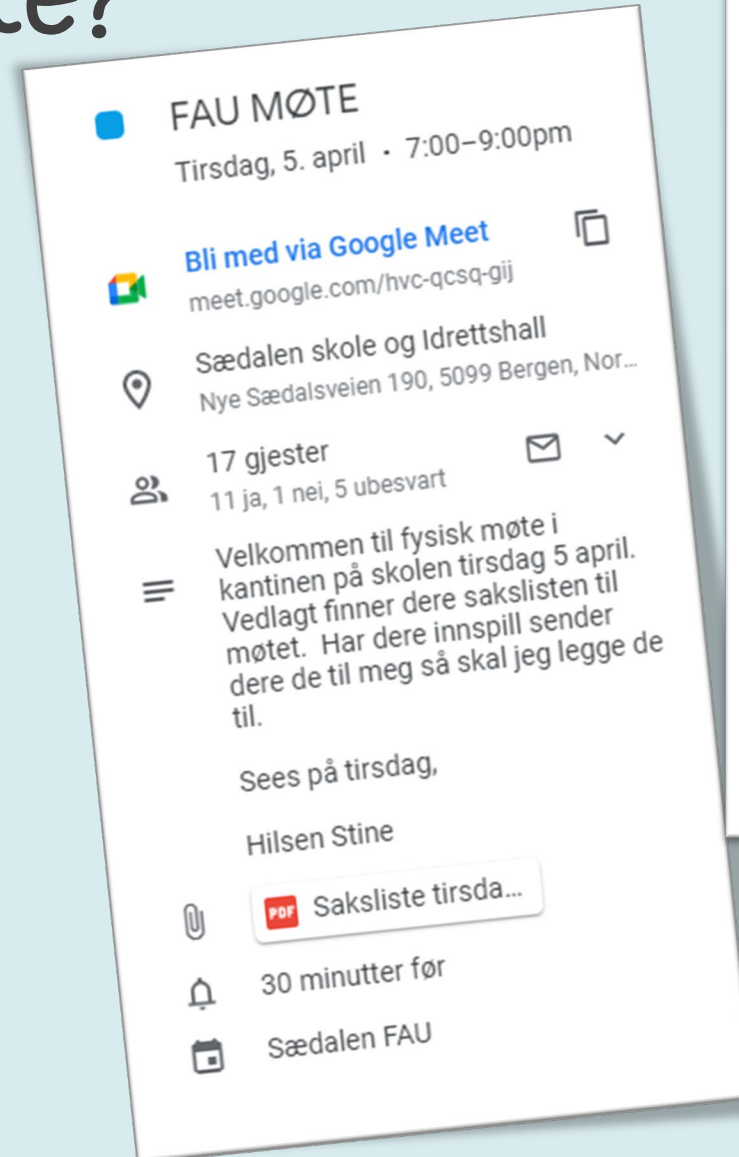 te?
FAU MØTE
Tirsdag, 5. april • 7:00–9:00pm
Bli med via Google Meet
meet.google.com/hvc-qcsq-gij
Sædalen skole og Idrettshall
Nye Sædalsveien 190, 5099 Bergen, Nor...
17 gjester
11 ja, 1 nei, 5 ubesvart
Velkommen til fysisk møte i
kantinen på skolen tirsdag 5 april.
Vedlagt finner dere sakslisten til
møtet.  Har dere innspill sender
dere de til meg så skal jeg legge de
til.
Sees på tirsdag,
Hilsen Stine
PDF Saksliste tirsda...
30 minutter før
Sædalen FAU